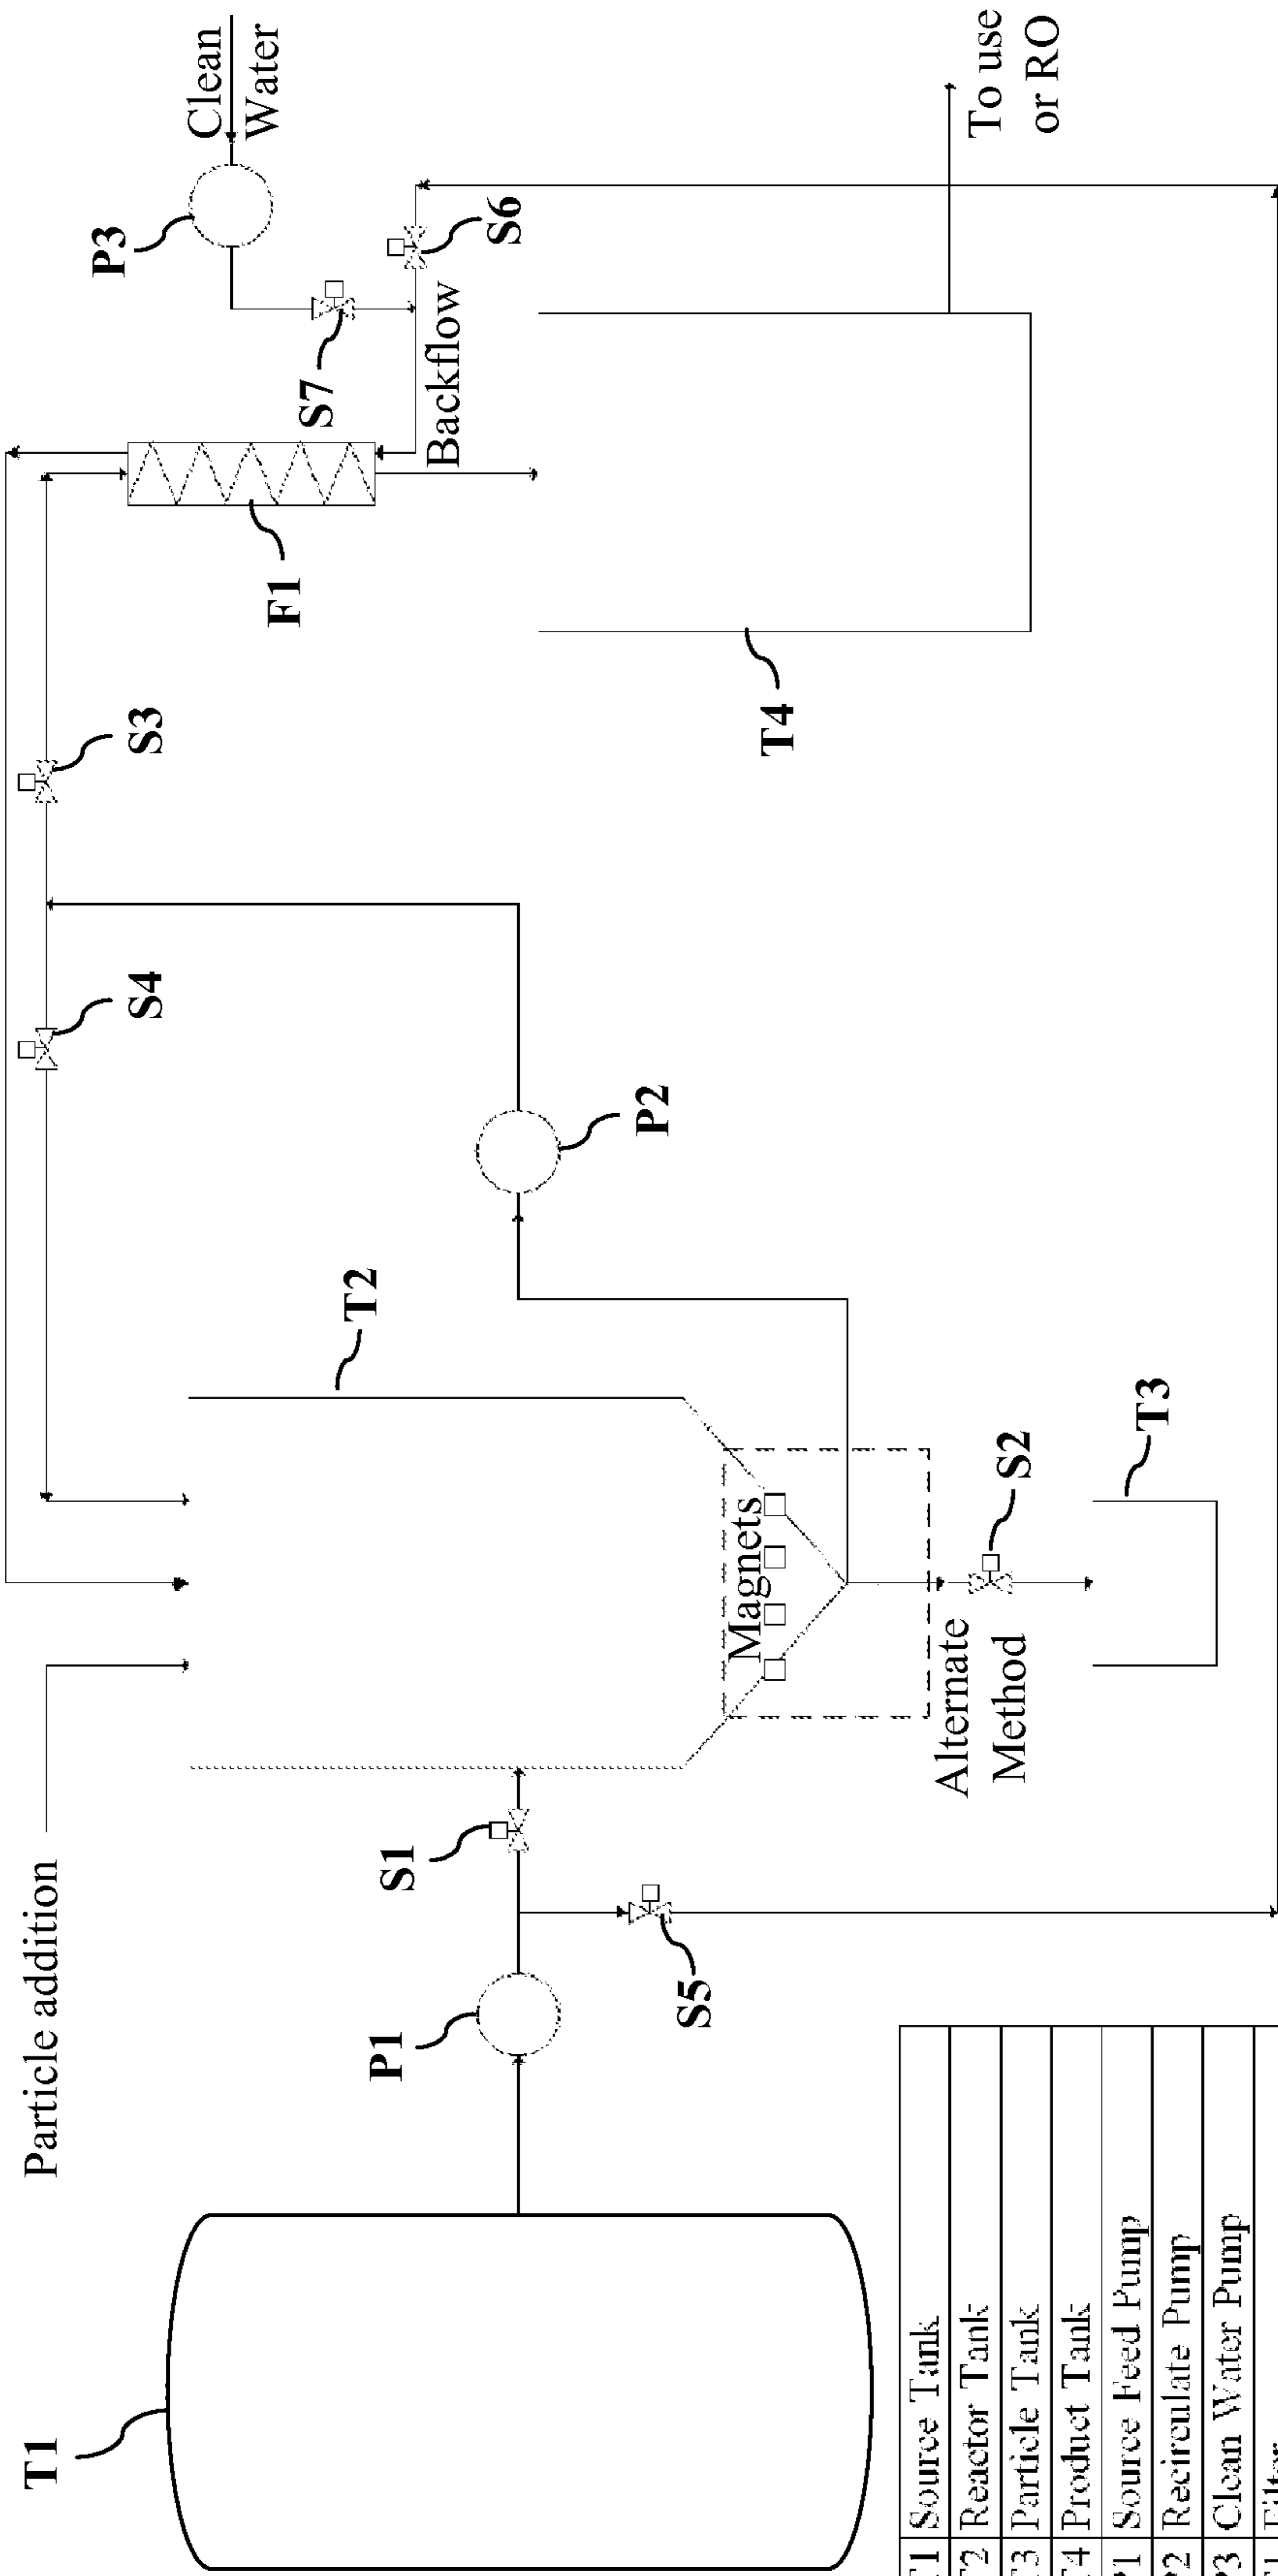 Particle addition
T1
P1
S1
S5
T2
Magnets
Alternate
Method
S2
T3
P2
S4
S3
F1
T4
P3
Clean
Water
S7
S6
Backflow
To use
or RO
T1 Source Tank
T2 Reactor Tank
T3 Particle Tank
T4 Product Tank
P1 Source Feed Pump
P2 Recirculate Pump
P3 Clean Water Pump
F1 Filter